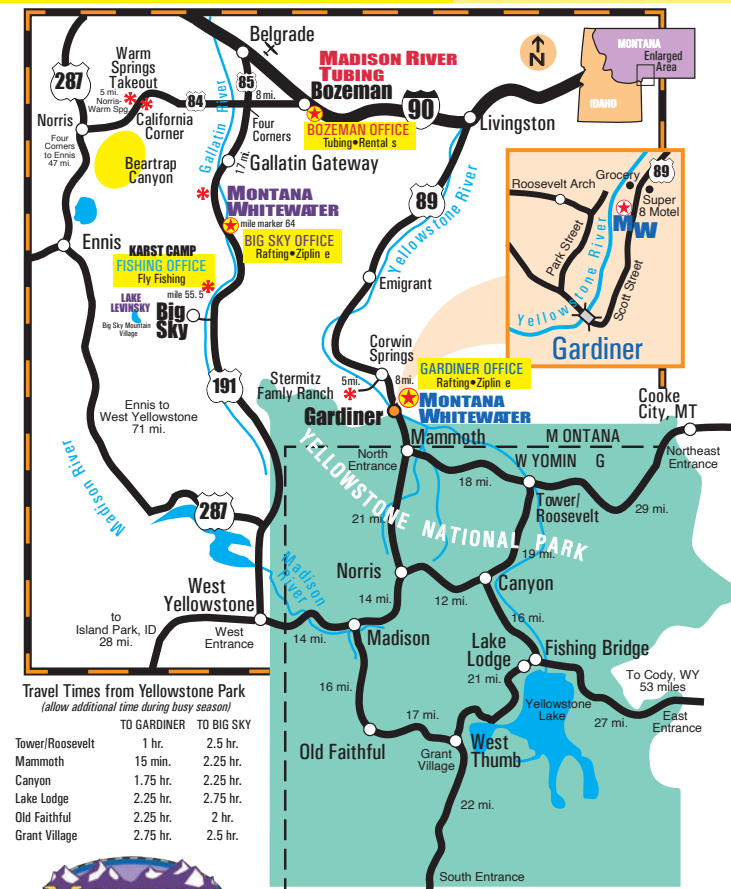 Belgrade
Warm
Springs
Takeout
5 mi.
Norris-
Warm Spg.
287
84
85
8 mi.
MADISON RIVER
TUBING
Bozeman
90
N
MONTANA
Enlarged
Area
IDAHO
Norris
California
Corner
Four
Corners
BOZEMAN OFFICE
Tubing•Rental s
Livingston
Four
Corners
to Ennis
47 mi.
Beartrap
Canyon
Gallatin River
17 mi.
Gallatin Gateway
MONTANA
WHITEWATER
mile marker 64
BIG SKY OFFICE
Rafting•Ziplin e
89
Yellowstone River
Ennis
KARST CAMP
FISHING OFFICE
Fly Fishing
mile 55. 5
LAKE
LEVINSKY
Big Sky Mountain
Village
Big
Sky
Emigrant
Grocery
89
Roosevelt Arch
Super
8 Motel
MW
Park Street
Yellowstone River
Scott Street
Gardiner
191
Corwin
Springs
Stermitz
Famly Ranch
5mi.
8mi.
GARDINER OFFICE
Rafting•Ziplin e
MONTANA
WHITEWATER
Gardiner
Cooke
City, MT
Ennis to
West Yellowstone
71 mi.
Madison River
287
North
Entrance
Mammoth
M ONTANA
W YOMIN G
Northeast
Entrance
18 mi.
Tower/
Roosevelt
29 mi.
YELLOWSTONE NATIONAL PARK
21 mi.
19 mi.
Norris
Canyon
12 mi.
14 mi.
16 mi.
West
Yellowstone
Madison
River
to
Island Park, ID
28 mi.
West
Entrance
14 mi.
Madison
Lake
Lodge
Fishing Bridge
21 mi.
16 mi.
To Cody, WY
53 miles
Yellowstone
Lake
27 mi.
East
Entrance
17 mi.
Old Faithful
Grant
Village
West
Thumb
22 mi.
South Entrance
Travel Times from Yellowstone Park
(allow additional time during busy season)
TO GARDINER TO BIG SKY
Tower/Roosevelt 1 hr. 2.5 hr.
Mammoth 15 min. 2.25 hr.
Canyon 1.75 hr. 2.25 hr.
Lake Lodge 2.25 hr. 2.75 hr.
Old Faithful 2.25 hr. 2 hr.
Grant Village 2.75 hr. 2.5 hr.